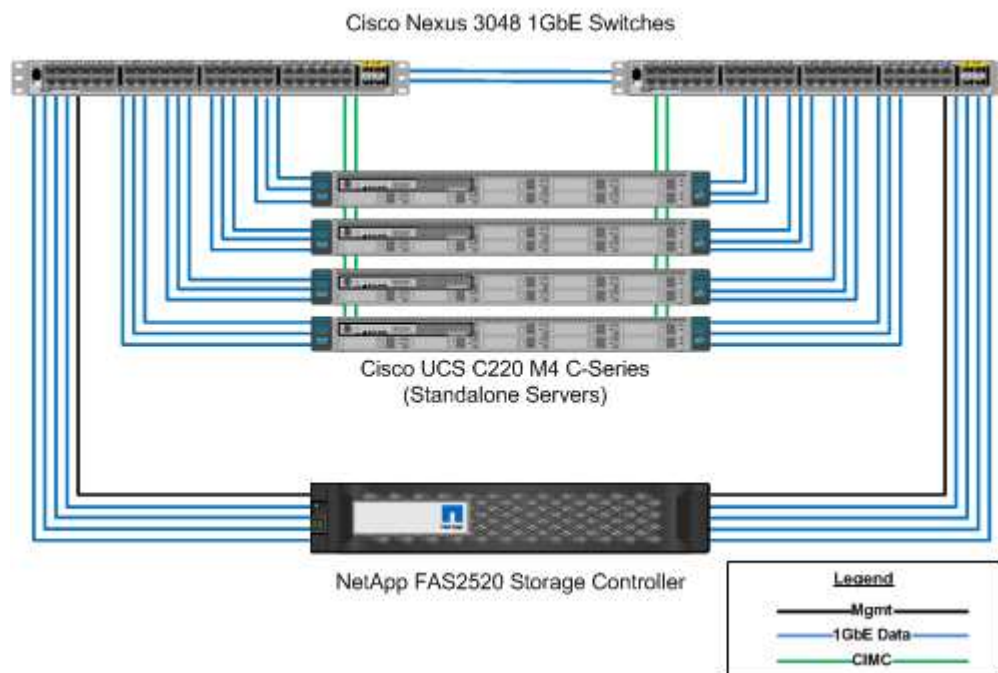 Cisco Nexus 3048 1GbE Switches
Cisco UCS C220 M4 C-Series
(Standalone Servers)
NetApp FAS2520 Storage Controller
Legend
Mgmt
1GbE Data
CIMC